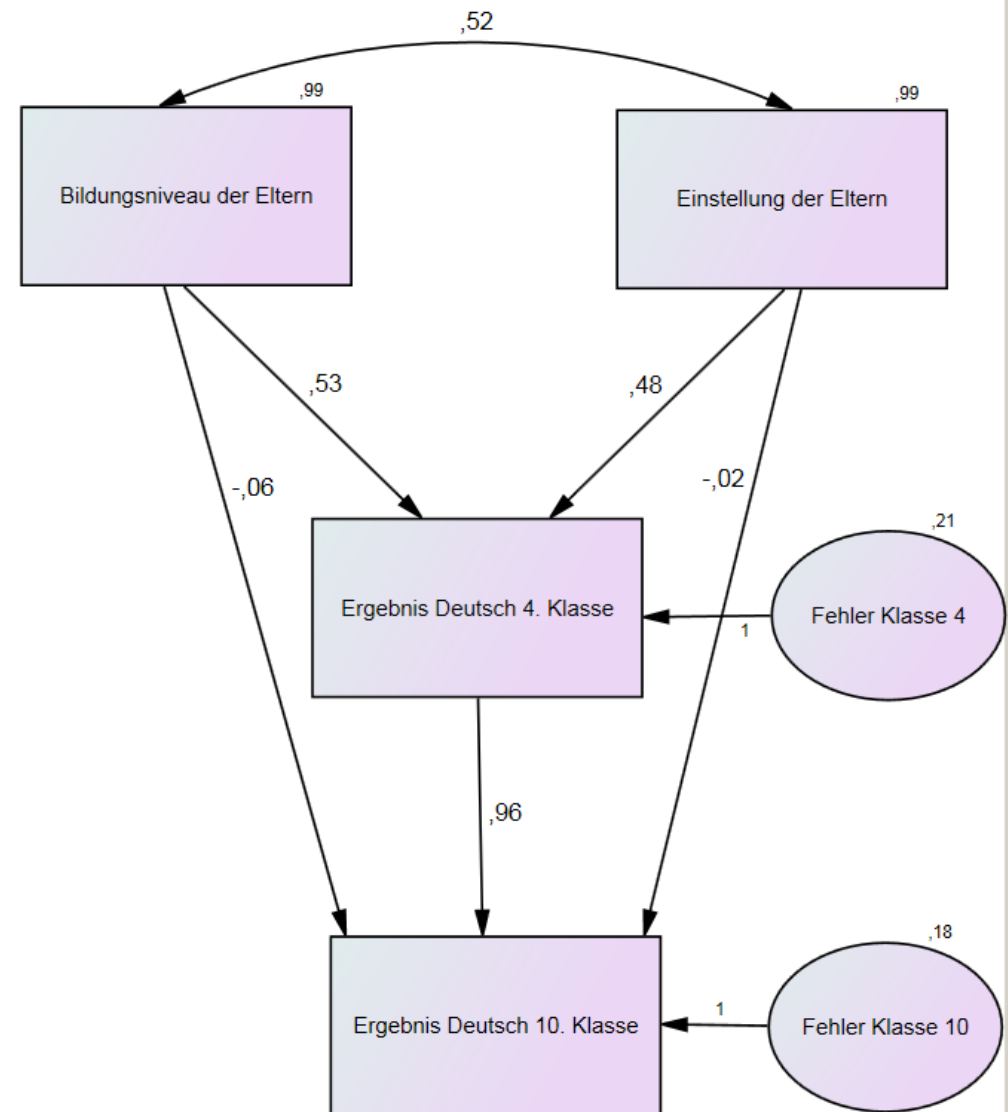 ,52
,99
,99
Bildungsniveau der Eltern
Einstellung der Eltern
,53
,48
-,06
-,02
,21
Ergebnis Deutsch 4. Klasse
1
Fehler Klasse 4
,96
,18
Ergebnis Deutsch 10. Klasse
1
Fehler Klasse 10